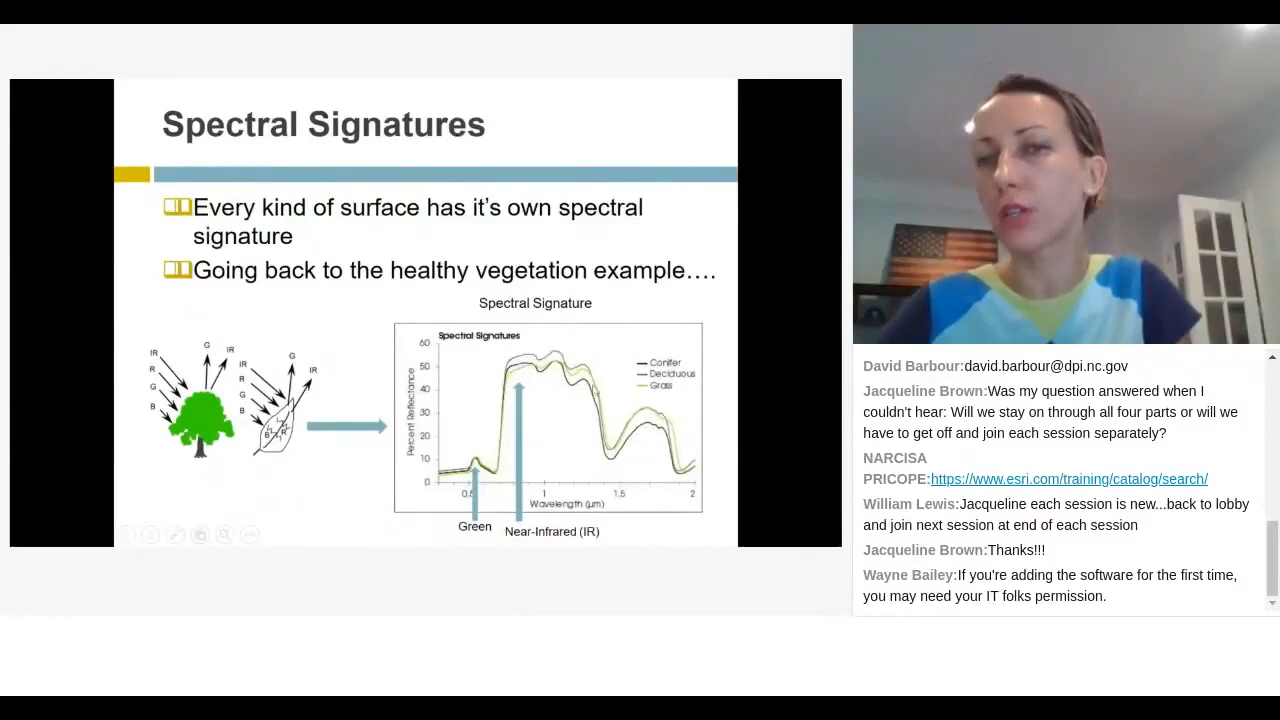 Spectral Signatures
Every kind of surface has it's own spectral
signature
Going back to the healthy vegetation example….
Spectral Signature
IR
R
G
B
G
IR
IR
R
G
B
G
IR
B
R
Spectral Signatures
Percent Reflectance
60
50
40
30
20
10
0
0.5
1
1.5
2
Wavelength (µm)
Conifer
Deciduous
Grass
Green
Near-Infrared (IR)
David Barbour:david.barbour@dpi.nc.gov
Jacqueline Brown:Was my question answered when I
couldn't hear: Will we stay on through all four parts or will we
have to get off and join each session separately?
NARCISA
PRICOPE:https://www.esri.com/training/catalog/search/
William Lewis:Jacqueline each session is new...back to lobby
and join next session at end of each session
Jacqueline Brown:Thanks!!!
Wayne Bailey:If you're adding the software for the first time,
you may need your IT folks permission.